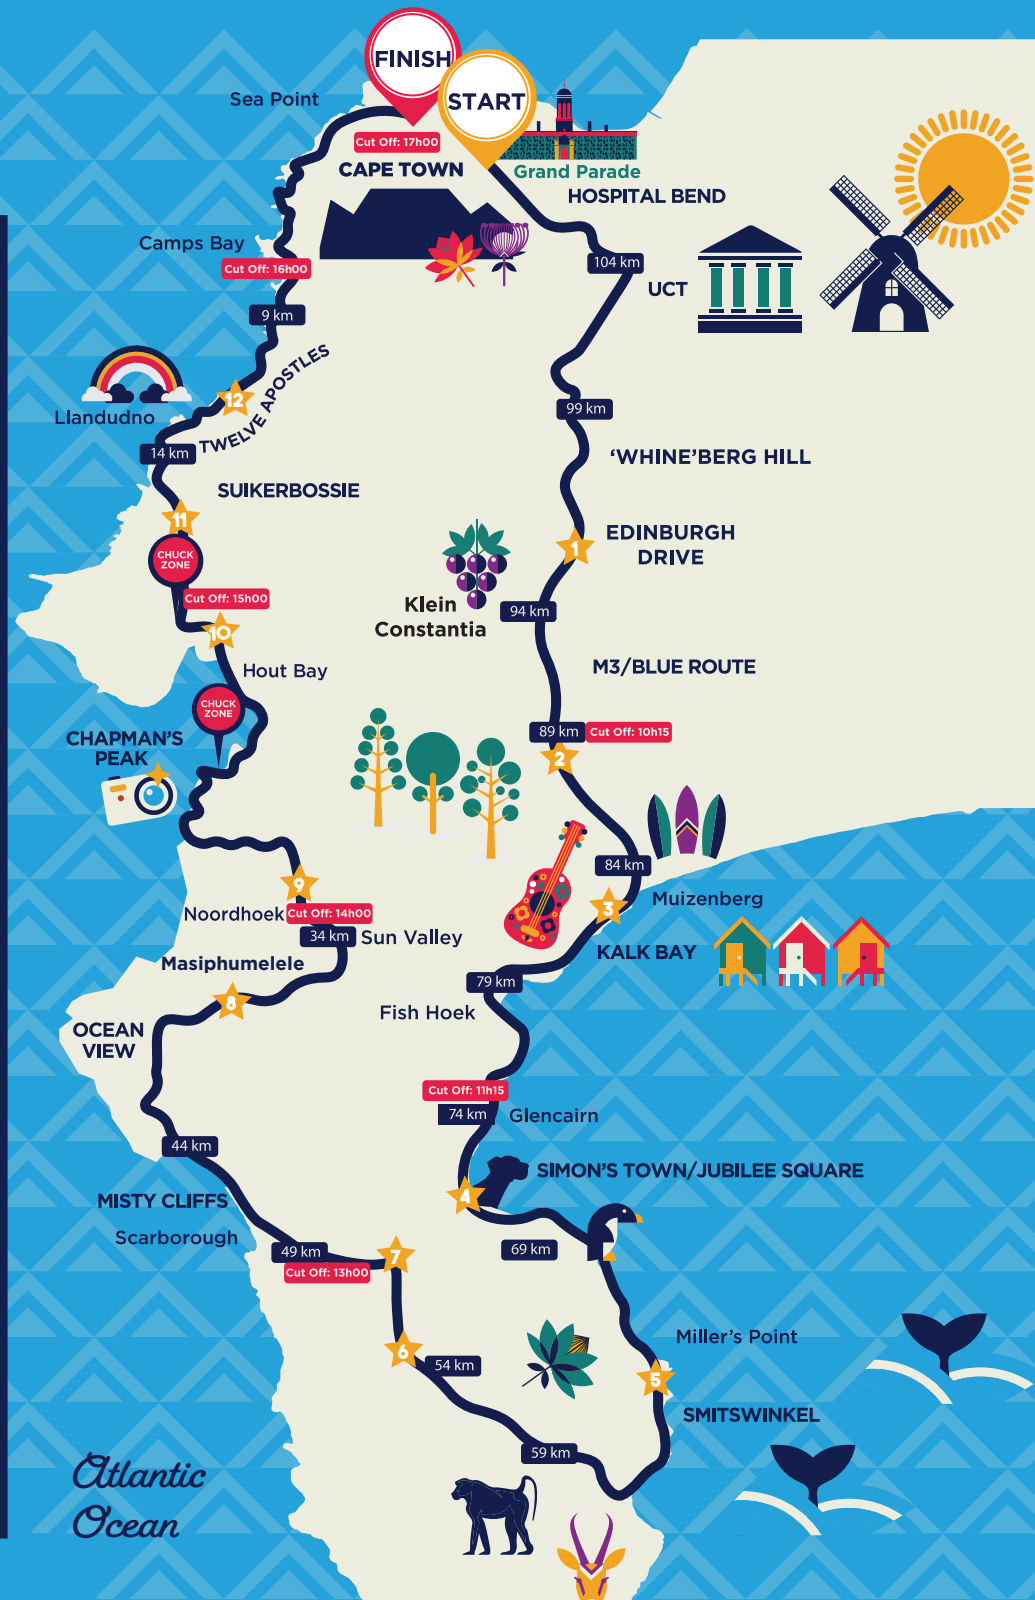 FINISH
START
Sea Point
Cut Off: 17h00
CAPE TOWN
Grand Parade
HOSPITAL BEND
Camps Bay
Cut Off: 16h00
104 km
UCT
9 km
TWELVE APOSTLES
12
Llandudno
99 km
14 km
'WHINE'BERG HILL
SUIKERBOSSIE
11
EDINBURGH
DRIVE
1
CHUCK
ZONE
Cut Off: 15h00
Klein
Constantia
94 km
10
Hout Bay
M3/BLUE ROUTE
CHUCK
ZONE
CHAPMAN'S
PEAK
89 km
Cut Off: 10h15
2
84 km
9
Muizenberg
3
Noordhoek
Cut Off: 14h00
34 km
Sun Valley
KALK BAY
Masiphumelele
79 km
8
Fish Hoek
OCEAN
VIEW
Cut Off: 11h15
74 km
Glencairn
44 km
SIMON'S TOWN/JUBILEE SQUARE
4
MISTY CLIFFS
Scarborough
49 km
7
69 km
Cut Off: 13h00
Miller's Point
6
54 km
5
SMITSWINKEL
59 km
Atlantic
Ocean